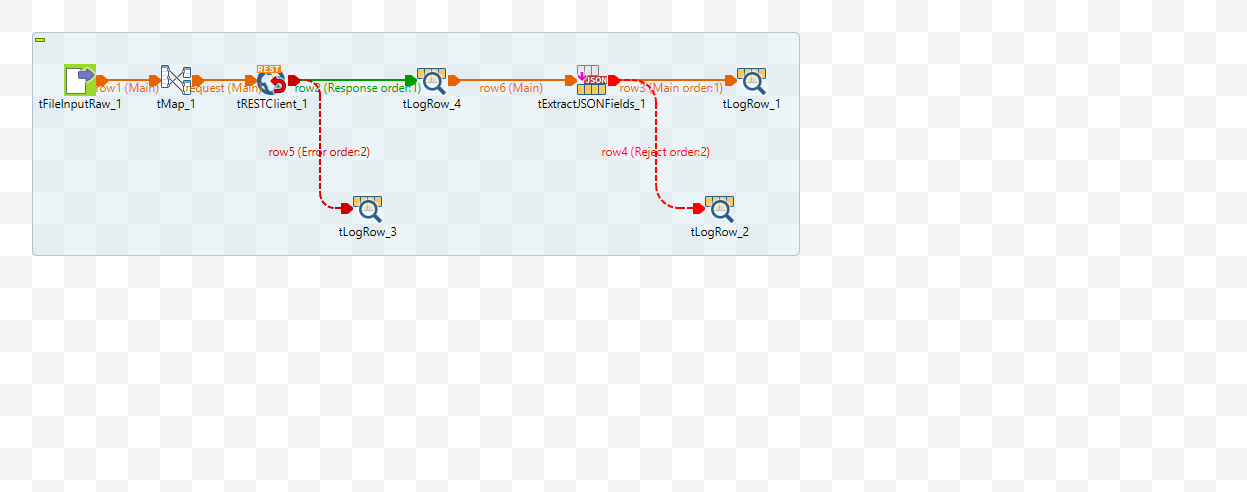 REST
JSON
row1 (Main)
request (Main)
row2 (Response order:1)
row6 (Main)
row3 (Main order:1)
tFileInputRaw_1
tMap_1
tRESTClient_1
tLogRow_4
tExtractJSONFields_1
tLogRow_1
row5 (Error order:2)
row4 (Reject order:2)
tLogRow_3
tLogRow_2